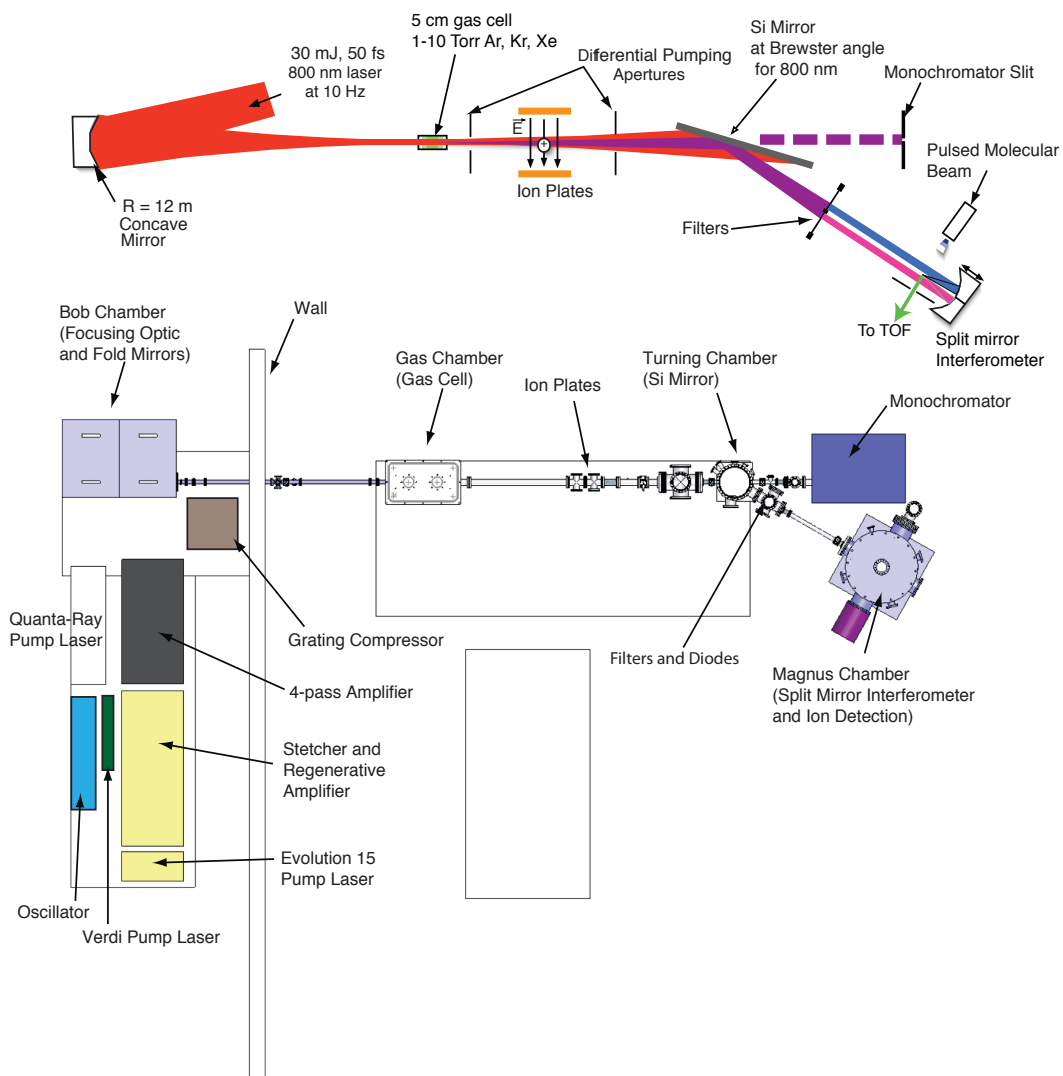 5 cm gas cell
1-10 Torr Ar, Kr, Xe
30 mJ, 50 fs
800 nm laser
at 10 Hz
Differential Pumping
Apertures
Si Mirror
at Brewster angle
for 800 nm
Monochromator Slit
E
+
Pulsed Molecular
Beam
Ion Plates
R = 12 m
Concave
Mirror
Filters
To TOF
Split mirror
Interferometer
Bob Chamber
(Focusing Optic
and Fold Mirrors)
Wall
Gas Chamber
(Gas Cell)
Ion Plates
Turning Chamber
(Si Mirror)
Monochromator
Quanta-Ray
Pump Laser
Grating Compressor
Filters and Diodes
4-pass Amplifier
Magnus Chamber
(Split Mirror Interferometer
and Ion Detection)
Stetcher and
Regenerative
Amplifier
Evolution 15
Pump Laser
Oscillator
Verdi Pump Laser